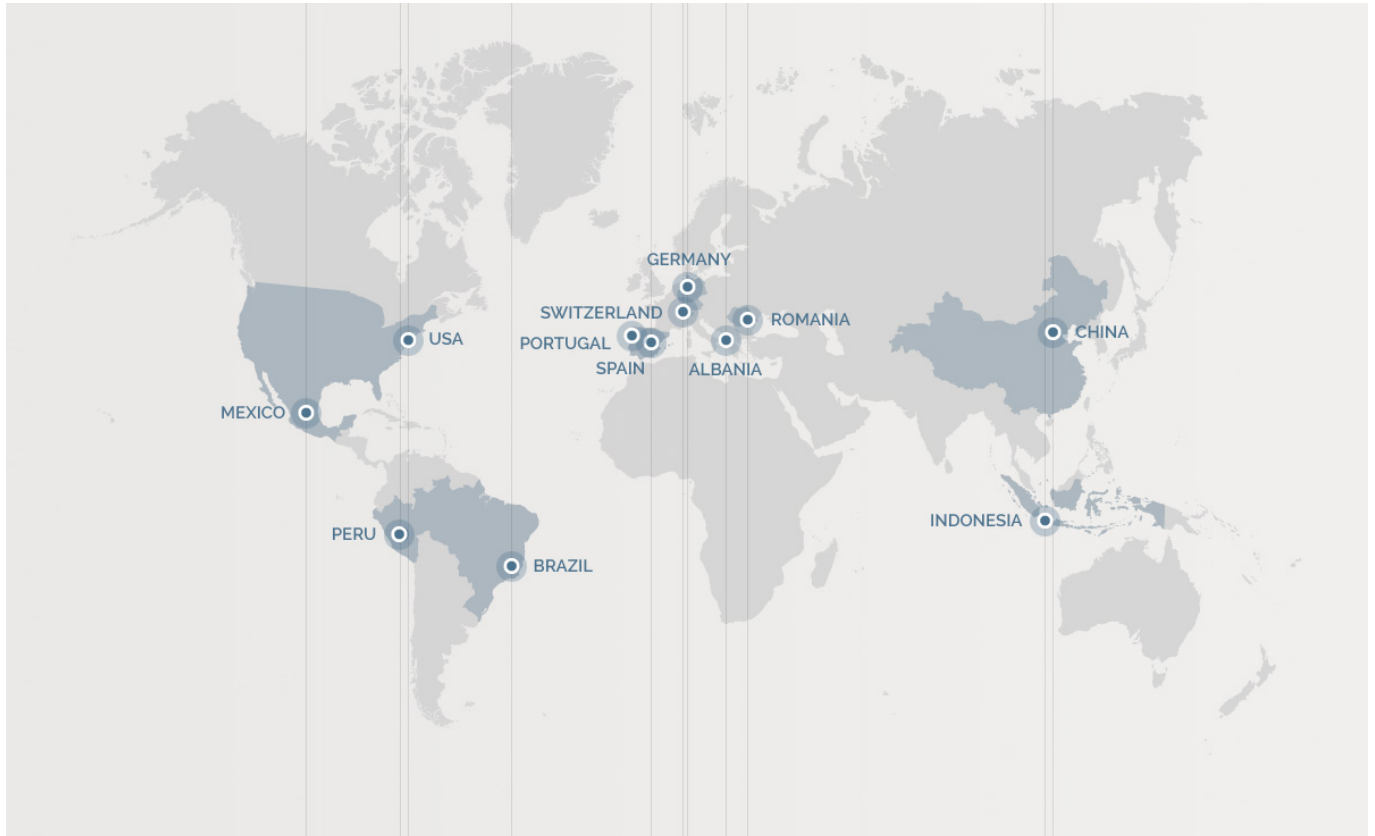 GERMANY
SWITZERLAND
ROMANIA
USA
PORTUGAL
CHINA
SPAIN
ALBANIA
MEXICO
INDONESIA
PERU
BRAZIL